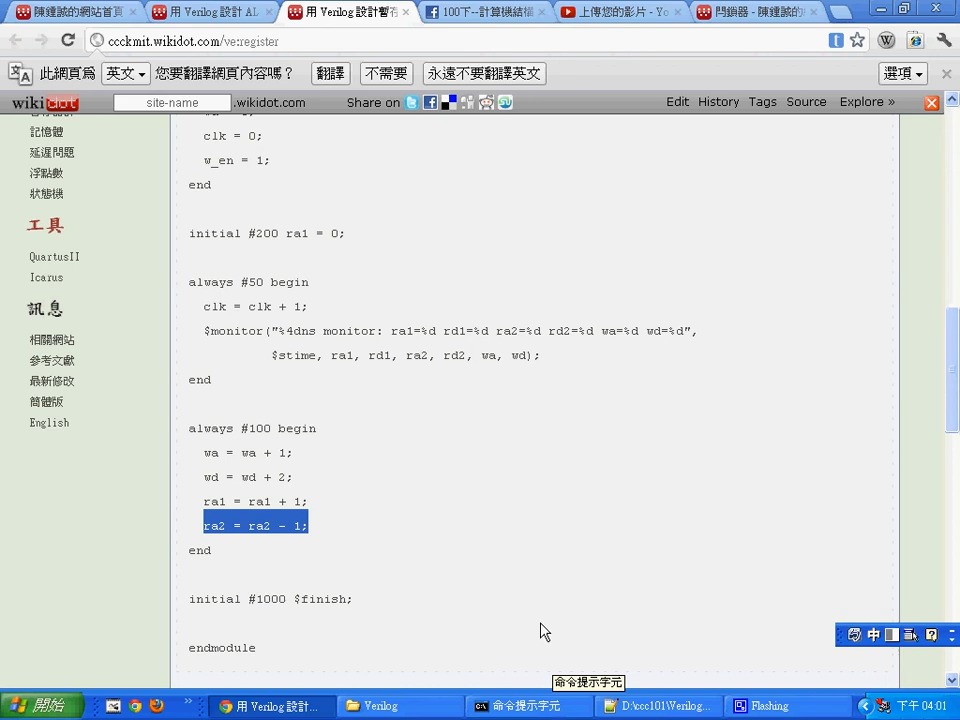 陳鍾誠的網站首頁
用 Verilog 設計 AL
用 Verilog 設計暫存
100下--計算機結構
上傳您的影片 - Yo
閂鎖器 - 陳鍾誠的
ccckmit.wikidot.com/ve:register
此網頁為 英文 您要翻譯網頁內容嗎？ 翻譯 不需要 永遠不要翻譯英文 選項
wikidot site-name .wikidot.com Share on Edit History Tags Source Explore »
記憶體
延遲問題
浮點數
狀態機
工具
QuartusII
Icarus
訊息
相關網站
參考文獻
最新修改
簡體版
English
clk = 0;
w_en = 1;
end
initial #200 ra1 = 0;
always #50 begin
clk = clk + 1;
$monitor("%4dns monitor: ra1=%d rd1=%d ra2=%d rd2=%d wa=%d wd=%d",
$stime, ra1, rd1, ra2, rd2, wa, wd);
end
always #100 begin
wa = wa + 1;
wd = wd + 2;
ra1 = ra1 + 1;
ra2 = ra2 - 1;
end
initial #1000 $finish;
endmodule
中
命令提示字元
開始 用 Verilog 設計... Verilog 命令提示字元 D:\ccc101\Verilog... Flashing 下午 04:01